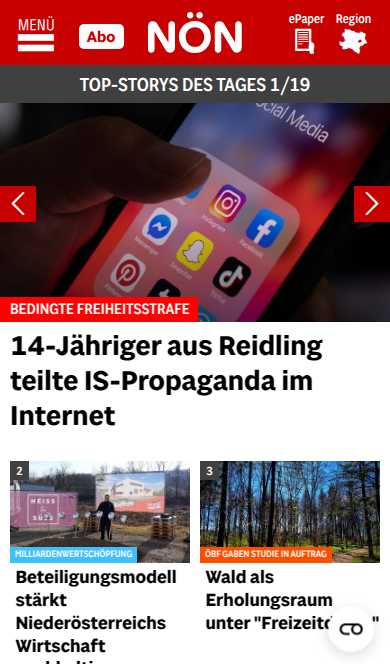 MENÜ
Abo
NÖN
ePaper
Region
TOP-STORYS DES TAGES 1/19
Social Media
Instagram
Facebook
Messenger
Snapchat
TikTok
Pinterest
BEDINGTE FREIHEITSSTRAFE
14-Jähriger aus Reidling
teilte IS-Propaganda im
Internet
2
HEISS
& SÜSS
MILLIARDENWERTSCHÖPFUNG
Beteiligungsmodell
stärkt
Niederösterreichs
Wirtschaft
3
ÖBF GABEN STUDIE IN AUFTRAG
Wald als
Erholungsraum
unter